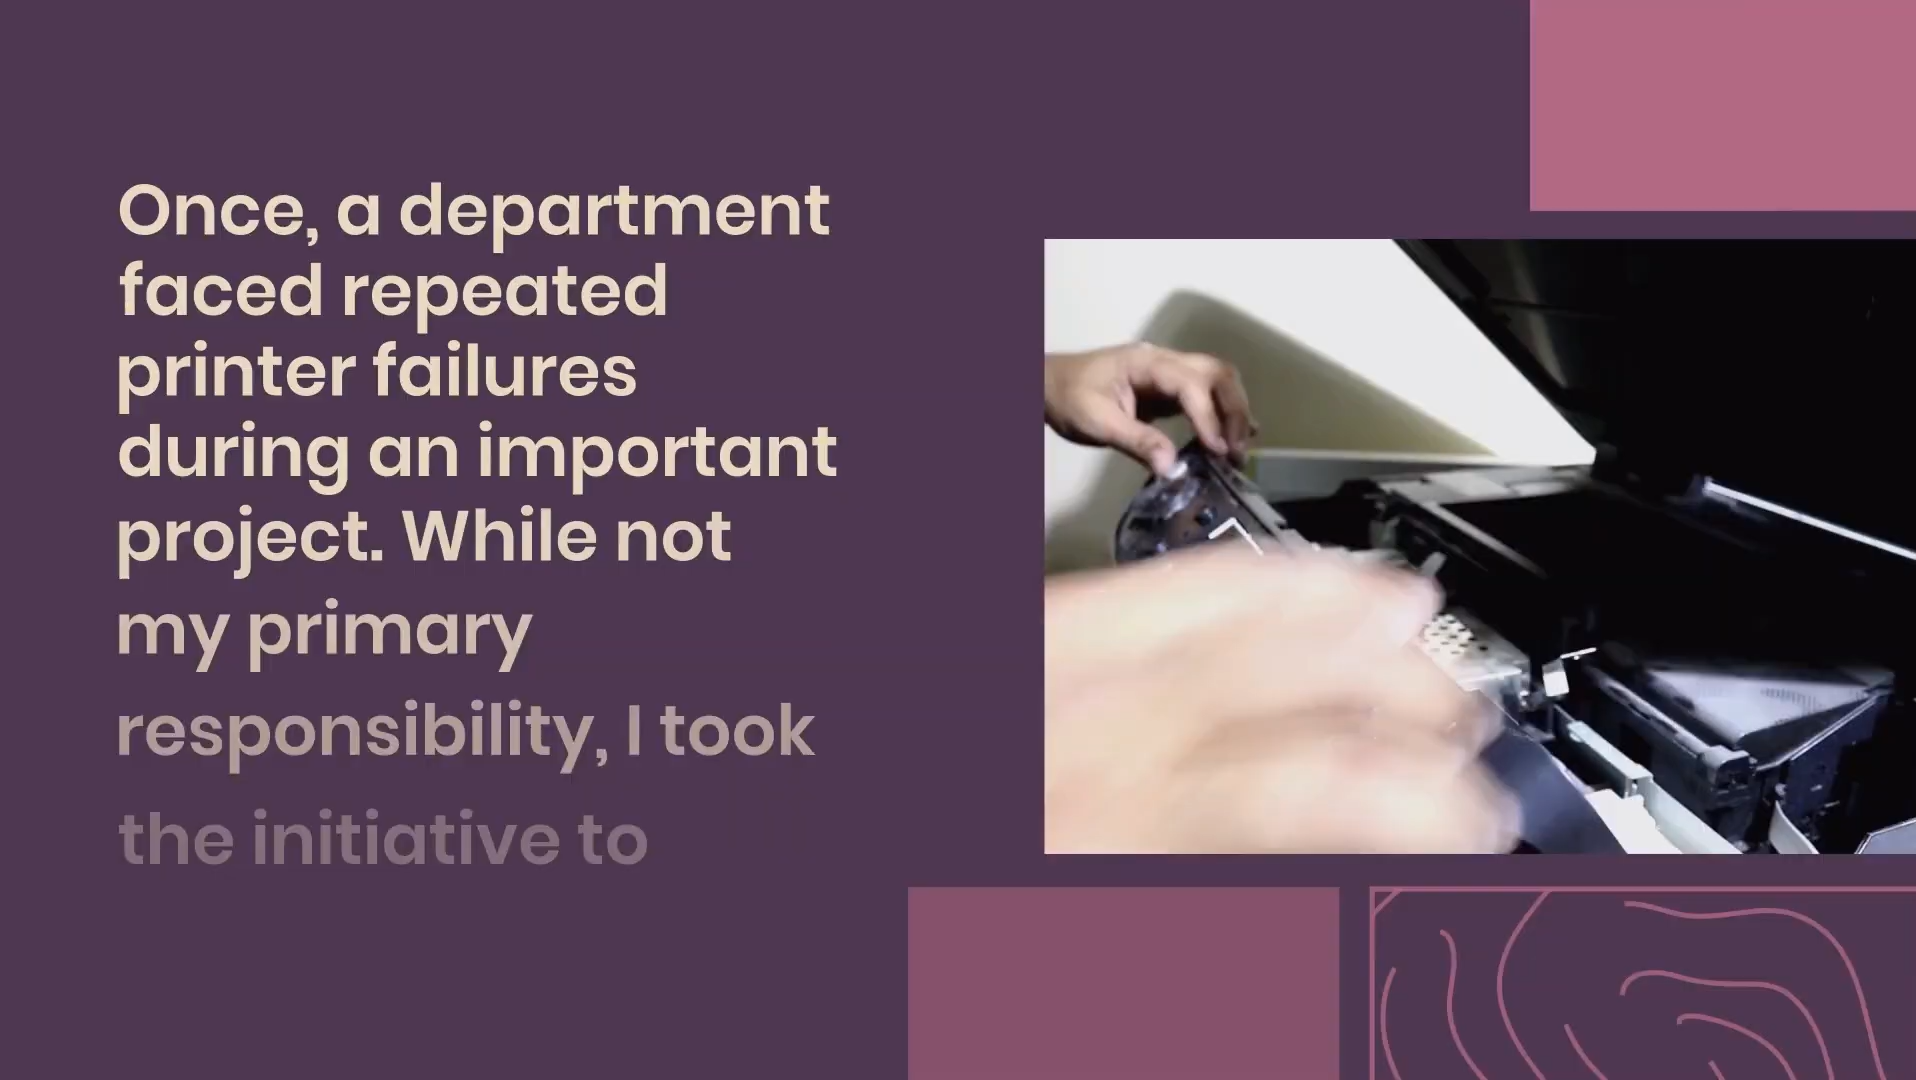 Once, a department
faced repeated
printer failures
during an important
project. While not
my primary
responsibility, I took
the initiative to